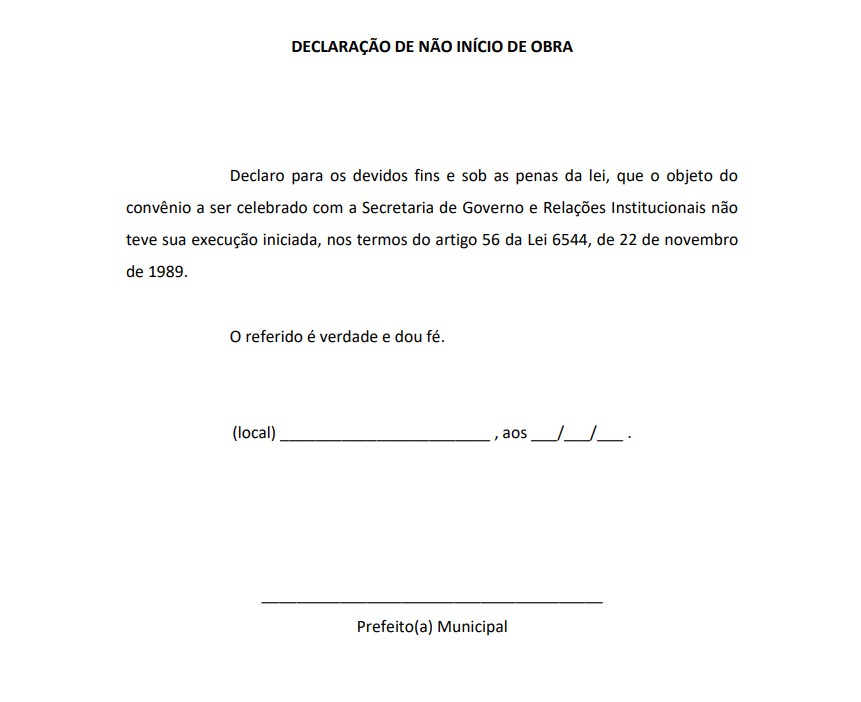 DECLARAÇÃO DE NÃO INÍCIO DE OBRA
Declaro para os devidos fins e sob as penas da lei, que o objeto do
convênio a ser celebrado com a Secretaria de Governo e Relações Institucionais não
teve sua execução iniciada, nos termos do artigo 56 da Lei 6544, de 22 de novembro
de 1989.
O referido é verdade e dou fé.
(local) _________________________ , aos ___/___/___ .
________________________________________
Prefeito(a) Municipal